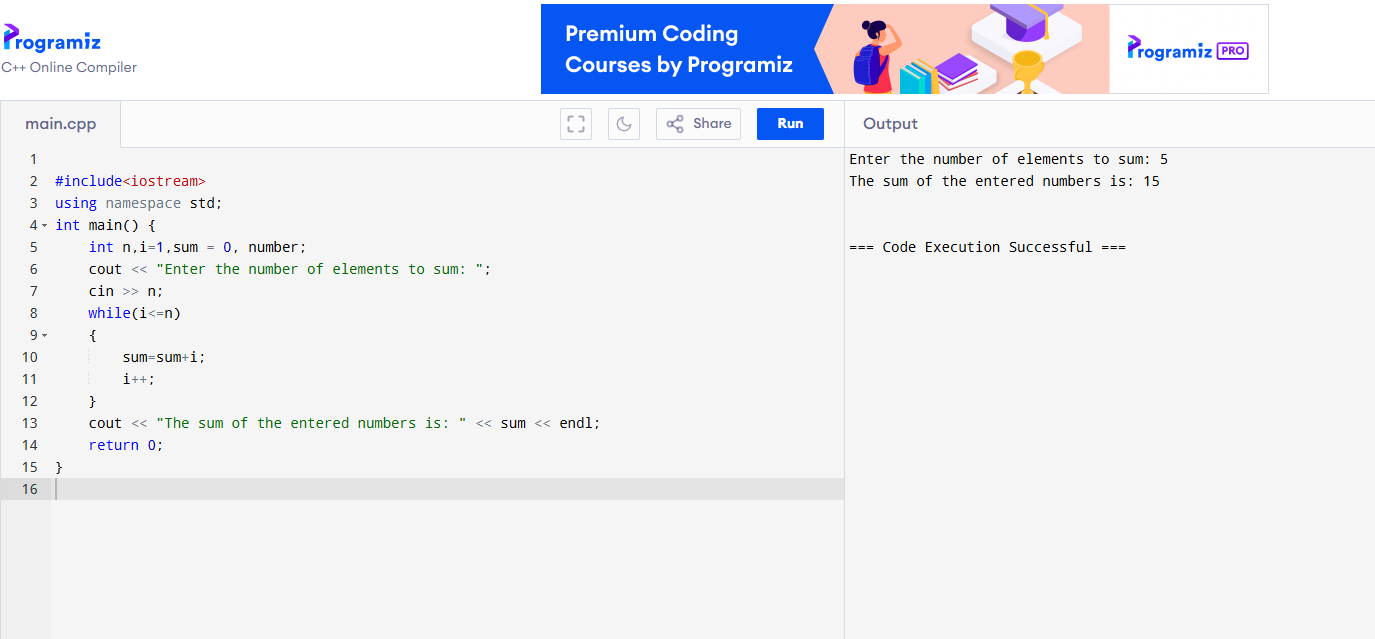 Programiz
C++ Online Compiler
Premium Coding
Courses by Programiz
Programiz PRO
main.cpp
Share
Run
Output
1
2 #include<iostream>
3 using namespace std;
4 int main() {
5     int n,i=1,sum = 0, number;
6     cout << "Enter the number of elements to sum: ";
7     cin >> n;
8     while(i<=n)
9     {
10         sum=sum+i;
11         i++;
12     }
13     cout << "The sum of the entered numbers is: " << sum << endl;
14     return 0;
15 }
16
Enter the number of elements to sum: 5
The sum of the entered numbers is: 15
=== Code Execution Successful ===